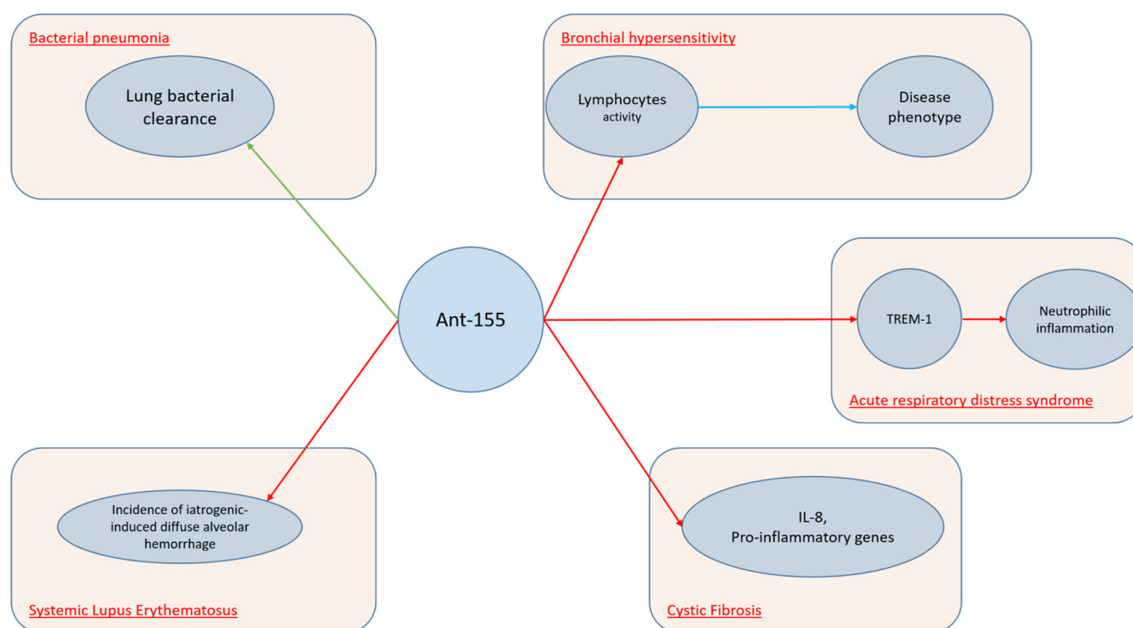 Bacterial pneumonia
Lung bacterial
clearance
Bronchial hypersensitivity
Lymphocytes
activity
Disease
phenotype
Ant-155
TREM-1
Neutrophilic
inflammation
Acute respiratory distress syndrome
Incidence of iatrogenic-
induced diffuse alveolar
hemorrhage
Systemic Lupus Erythematosus
IL-8,
Pro-inflammatory genes
Cystic Fibrosis